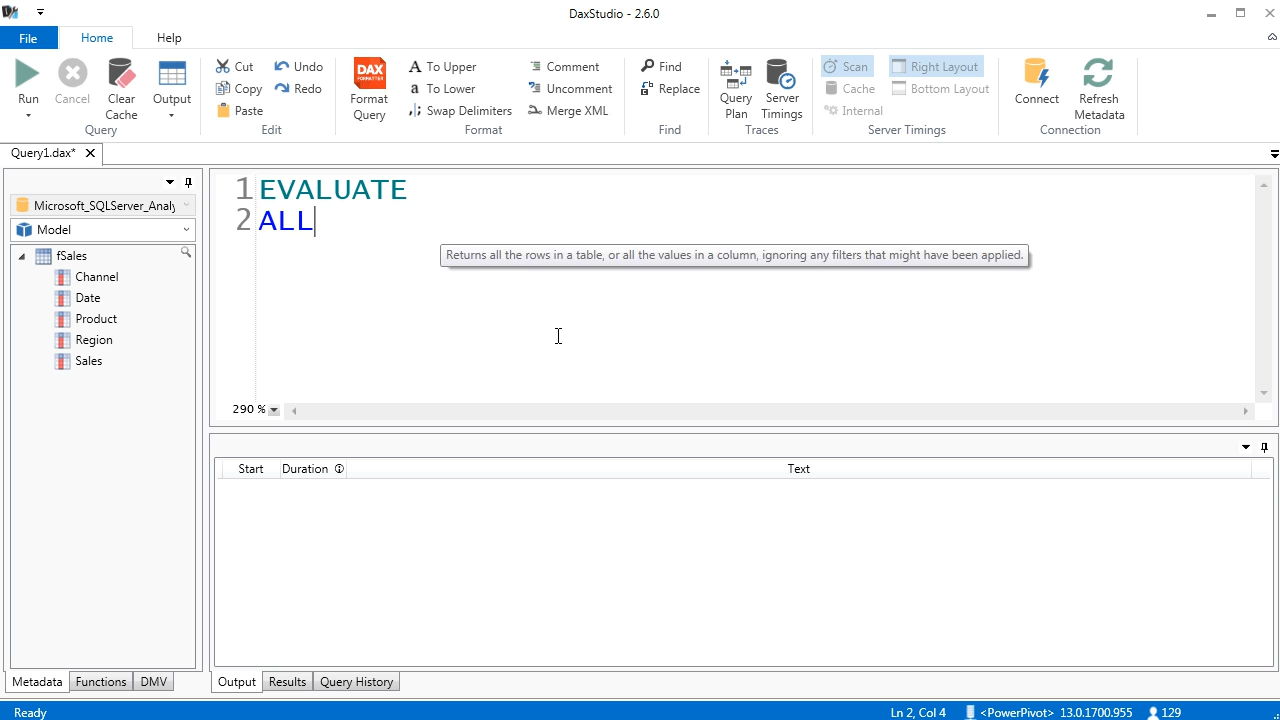 DaxStudio - 2.6.0
File
Home
Help
Run
Cancel
Clear Cache
Output
Query
Cut
Copy
Paste
Undo
Redo
Edit
DAX
FORMATTER
Format Query
To Upper
To Lower
Swap Delimiters
Comment
Uncomment
Merge XML
Format
Find
Replace
Find
Query Plan
Server Timings
Traces
Scan
Cache
Internal
Right Layout
Bottom Layout
Server Timings
Connect
Refresh Metadata
Connection
Query1.dax*
Microsoft_SQLServer_Analy
Model
fSales
Channel
Date
Product
Region
Sales
Metadata
Functions
DMV
1 EVALUATE
2 ALL
Returns all the rows in a table, or all the values in a column, ignoring any filters that might have been applied.
290 %
Start
Duration
Text
Output
Results
Query History
Ready
Ln 2, Col 4
<PowerPivot>
13.0.1700.955
129